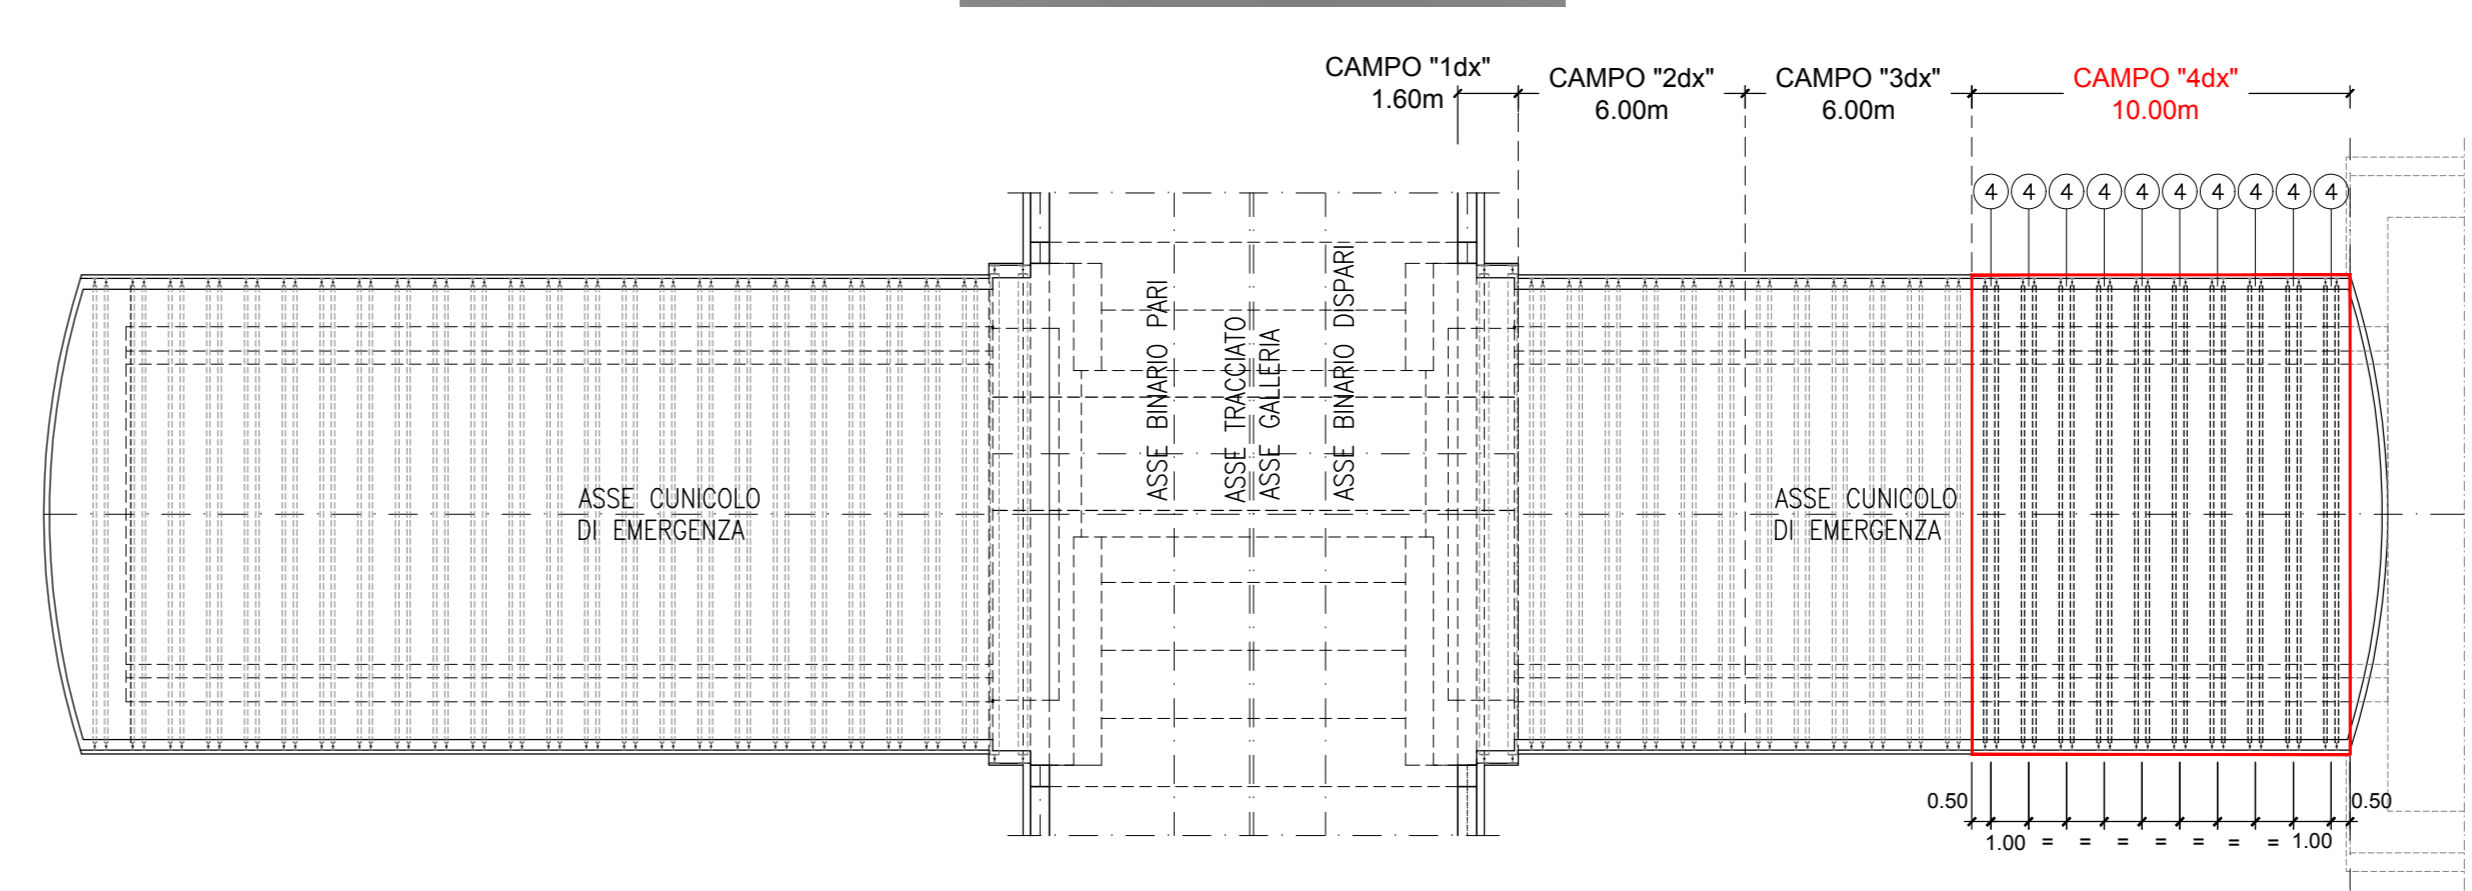 CAMPO "1dx"
1.60m
CAMPO "2dx"
6.00m
CAMPO "3dx"
6.00m
CAMPO "4dx"
10.00m
4 4 4 4 4 4 4 4 4 4
ASSE BINARIO PARI
ASSE TRACCIATO
ASSE GALLERIA
ASSE BINARIO DISPARI
ASSE CUNICOLO
DI EMERGENZA
ASSE CUNICOLO
DI EMERGENZA
0.50
0.50
1.00 = = = = = = = 1.00